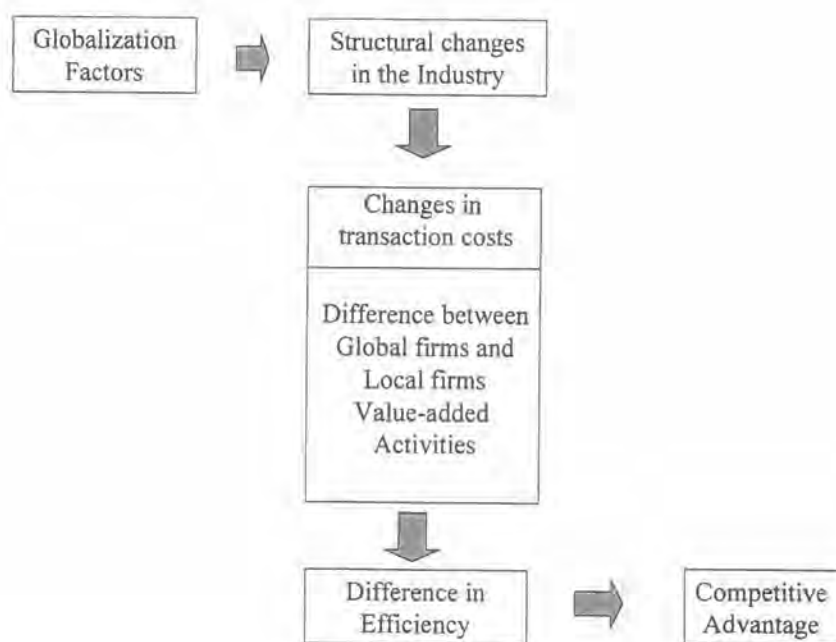 Globalization
Factors
Structural changes
in the Industry
Changes in
transaction costs
Difference between
Global firms and
Local firms
Value-added
Activities
Difference in
Efficiency
Competitive
Advantage